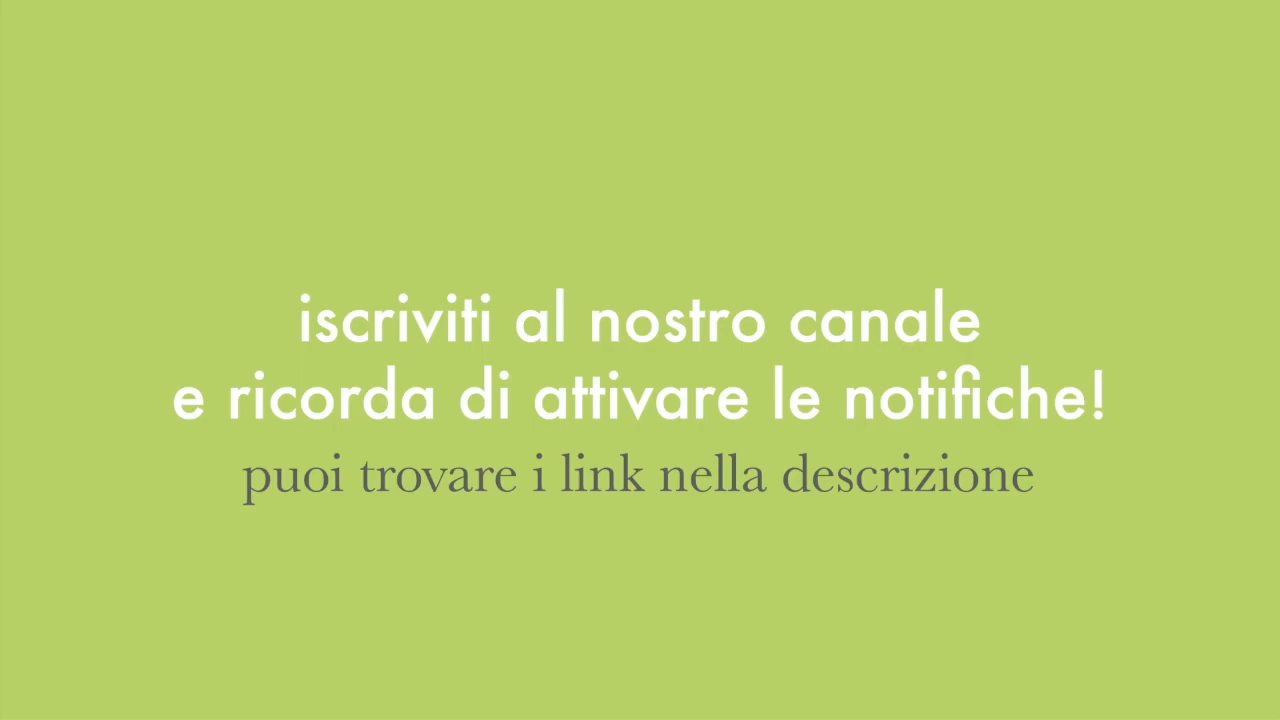 iscriviti al nostro canale
e ricorda di attivare le notifiche!
puoi trovare i link nella descrizione